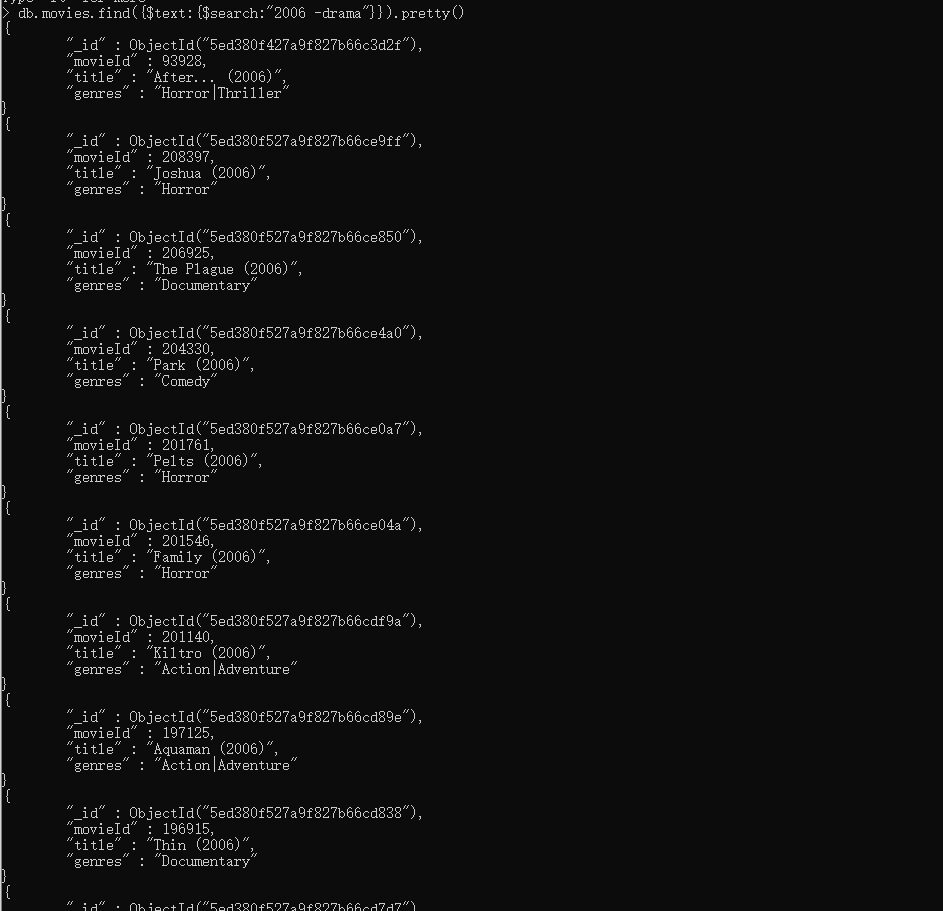 > db.movies.find({$text:{$search:"2006 -drama"}}).pretty()
{
"_id" : ObjectId("5ed380f427a9f827b66c3d2f"),
"movieId" : 93928,
"title" : "After... (2006)",
"genres" : "Horror|Thriller"
}
{
"_id" : ObjectId("5ed380f527a9f827b66ce9ff"),
"movieId" : 208397,
"title" : "Joshua (2006)",
"genres" : "Horror"
}
{
"_id" : ObjectId("5ed380f527a9f827b66ce850"),
"movieId" : 206925,
"title" : "The Plague (2006)",
"genres" : "Documentary"
}
{
"_id" : ObjectId("5ed380f527a9f827b66ce4a0"),
"movieId" : 204330,
"title" : "Park (2006)",
"genres" : "Comedy"
}
{
"_id" : ObjectId("5ed380f527a9f827b66ce0a7"),
"movieId" : 201761,
"title" : "Pelts (2006)",
"genres" : "Horror"
}
{
"_id" : ObjectId("5ed380f527a9f827b66ce04a"),
"movieId" : 201546,
"title" : "Family (2006)",
"genres" : "Horror"
}
{
"_id" : ObjectId("5ed380f527a9f827b66cdf9a"),
"movieId" : 201140,
"title" : "Kiltro (2006)",
"genres" : "Action|Adventure"
}
{
"_id" : ObjectId("5ed380f527a9f827b66cd89e"),
"movieId" : 197125,
"title" : "Aquaman (2006)",
"genres" : "Action|Adventure"
}
{
"_id" : ObjectId("5ed380f527a9f827b66cd838"),
"movieId" : 196915,
"title" : "Thin (2006)",
"genres" : "Documentary"
}
{
"_id" : ObjectId("5ed380f527a9f827b66cd7d7")